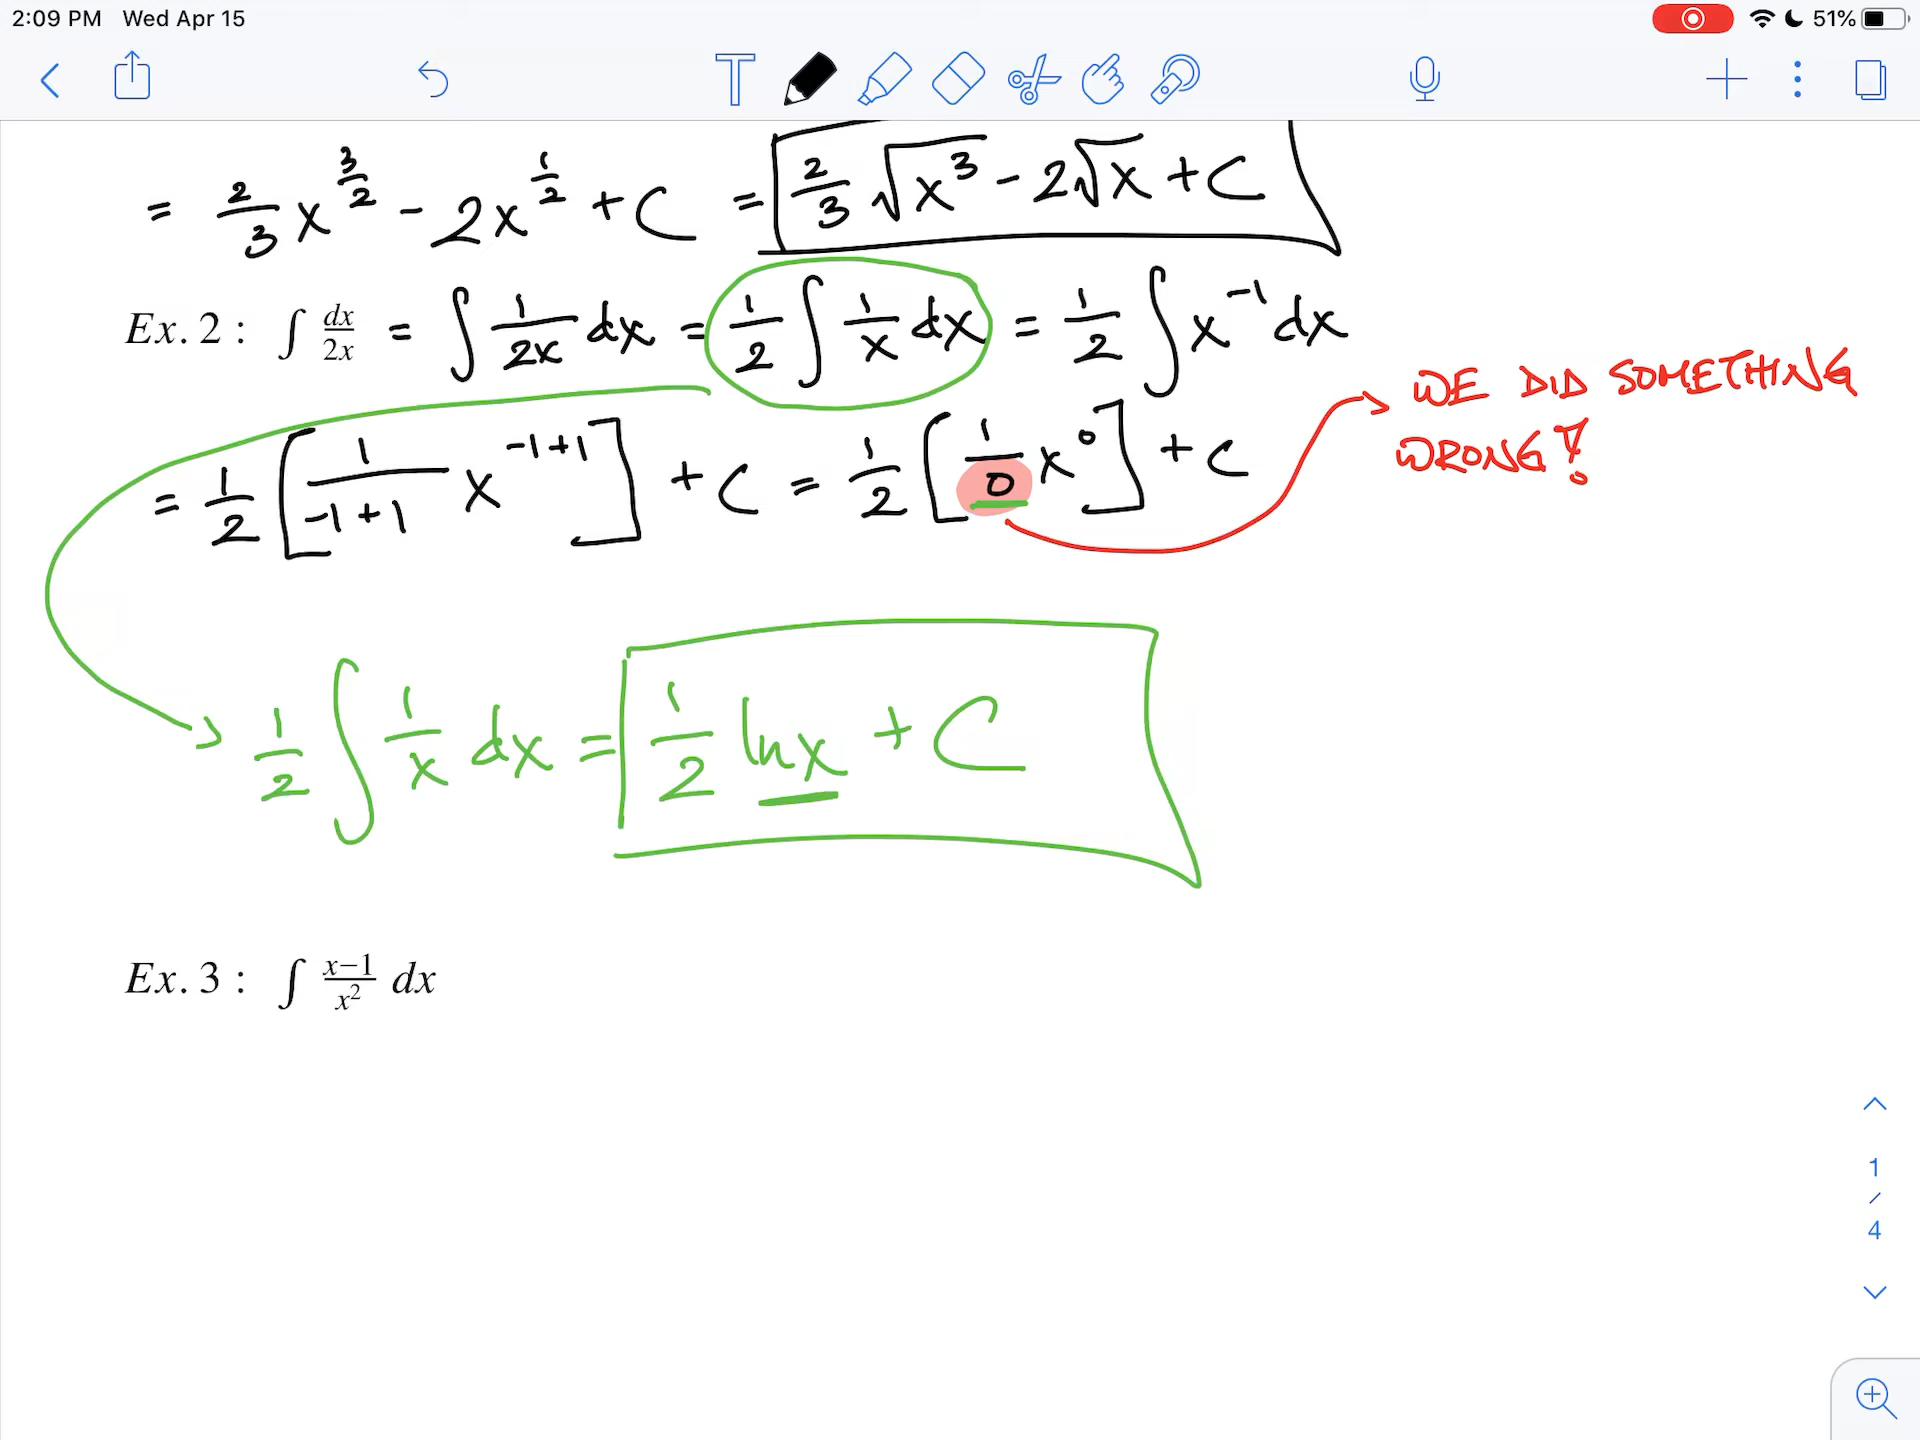 2:09 PM Wed Apr 15 51%
T
= 2/3 x^(3/2) - 2x^(1/2) + C = 2/3 √x³ - 2√x + C
Ex. 2 : ∫ dx/2x = ∫ 1/2x dx = 1/2 ∫ 1/x dx = 1/2 ∫ x⁻¹ dx
WE DID SOMETHING
WRONG!
= 1/2 [1/(-1+1) x^(-1+1)] + C = 1/2 [1/0 x⁰] + C
1/2 ∫ 1/x dx = 1/2 ln x + C
Ex. 3 : ∫ (x-1)/x² dx
1
/
4